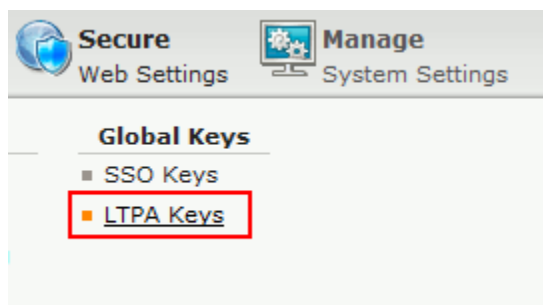 Secure
Web Settings
Manage
System Settings
Global Keys
SSO Keys
LTPA Keys